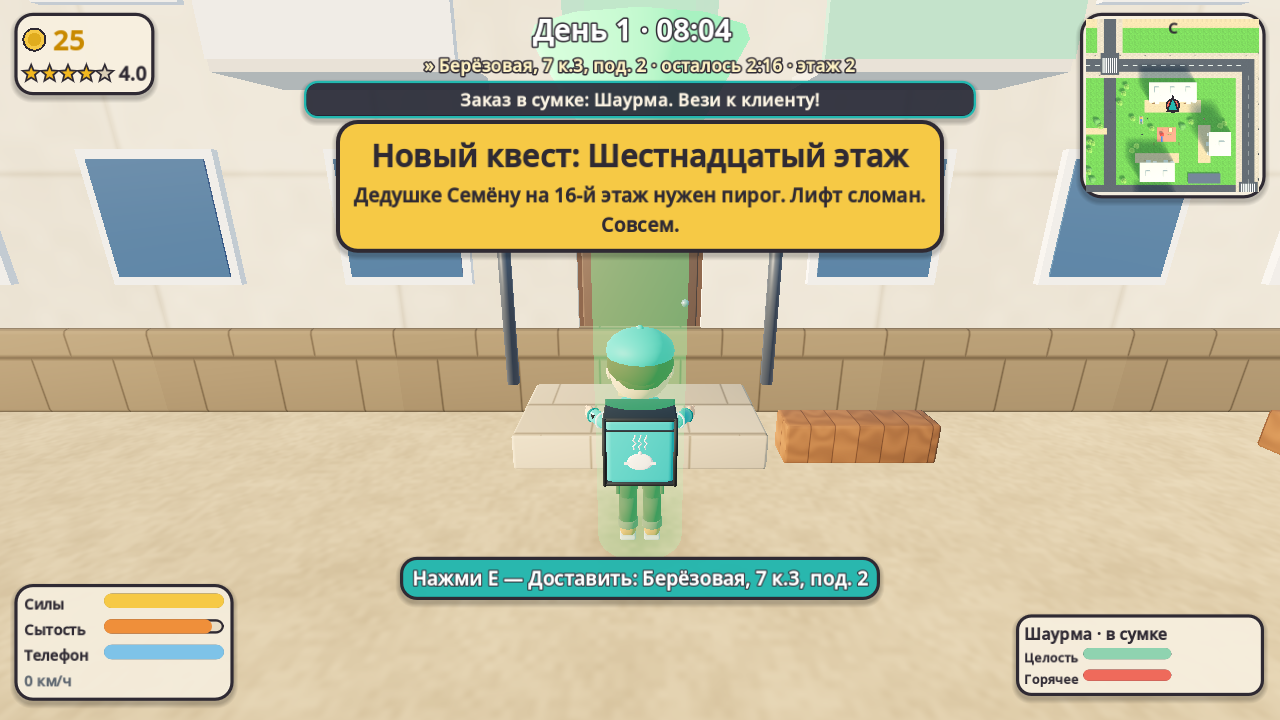 25
4.0
День 1 · 08:04
» Берёзовая, 7 к.3, под. 2 · осталось 2:16 · этаж 2
Заказ в сумке: Шаурма. Вези к клиенту!
Новый квест: Шестнадцатый этаж
Дедушке Семёну на 16-й этаж нужен пирог. Лифт сломан.
Совсем.
С
Нажми E — Доставить: Берёзовая, 7 к.3, под. 2
Силы
Сытость
Телефон
0 км/ч
Шаурма · в сумке
Целость
Горячее